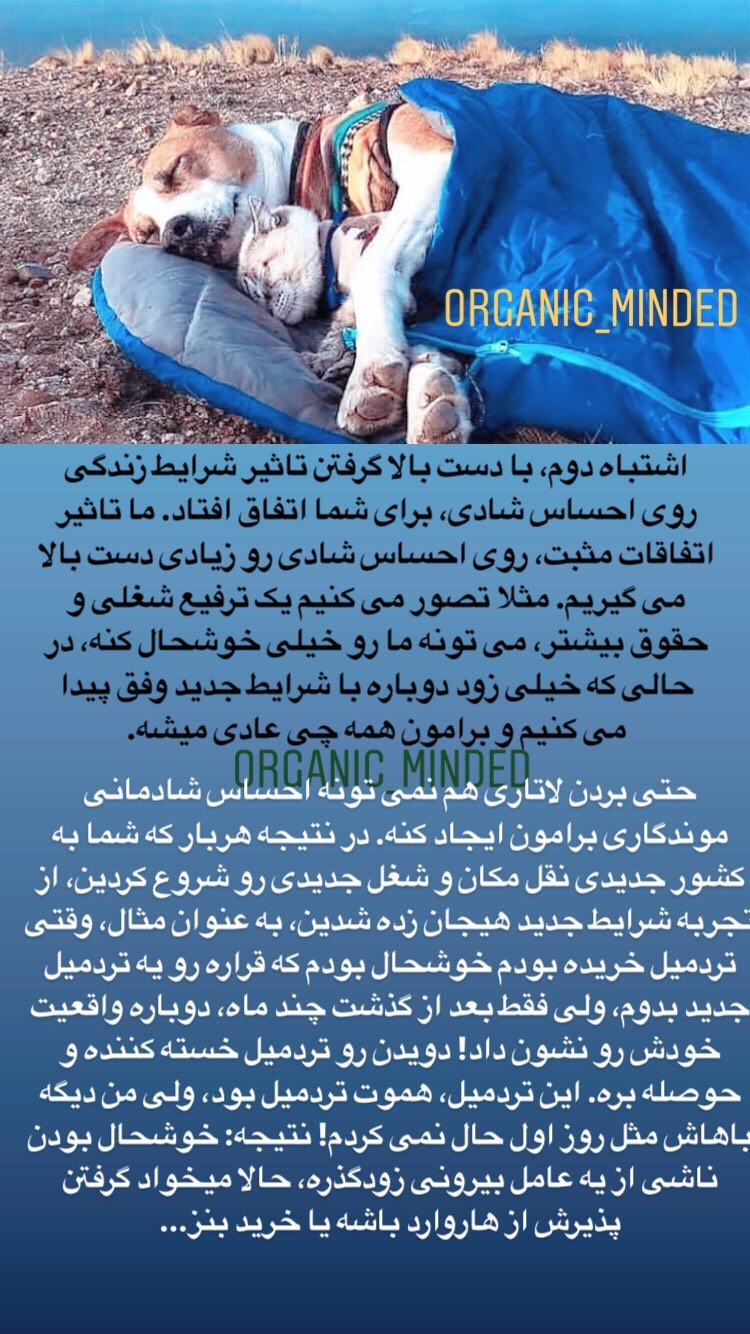 ORGANIC_MINDED
اشتباه دوم، با دست بالا گرفتن تاثیر شرایط زندگی
روی احساس شادی، برای شما اتفاق افتاد. ما تاثیر
اتفاقات مثبت، روی احساس شادی رو زیادی دست بالا
می گیریم. مثلا تصور می کنیم یک ترفیع شغلی و
حقوق بیشتر، می تونه ما رو خیلی خوشحال کنه، در
حالی که خیلی زود دوباره با شرایط جدید وفق پیدا
می کنیم و برامون همه چی عادی میشه.
ORGANIC_MINDED
حتی بردن لاتاری هم نمی تونه احساس شادمانی
موندگاری برامون ایجاد کنه. در نتیجه هربار که شما به
کشور جدیدی نقل مکان و شغل جدیدی رو شروع کردین، از
تجربه شرایط جدید هیجان زده شدین، به عنوان مثال، وقتی
تردمیل خریده بودم خوشحال بودم که قراره رو یه تردمیل
جدید بدوم، ولی فقط بعد از گذشت چند ماه، دوباره واقعیت
خودش رو نشون داد! دویدن رو تردمیل خسته کننده و
حوصله بره. این تردمیل، هموت تردمیل بود، ولی من دیگه
باهاش مثل روز اول حال نمی کردم! نتیجه: خوشحال بودن
ناشی از یه عامل بیرونی زودگذره، حالا میخواد گرفتن
پذیرش از هاروارد باشه یا خرید بنز...